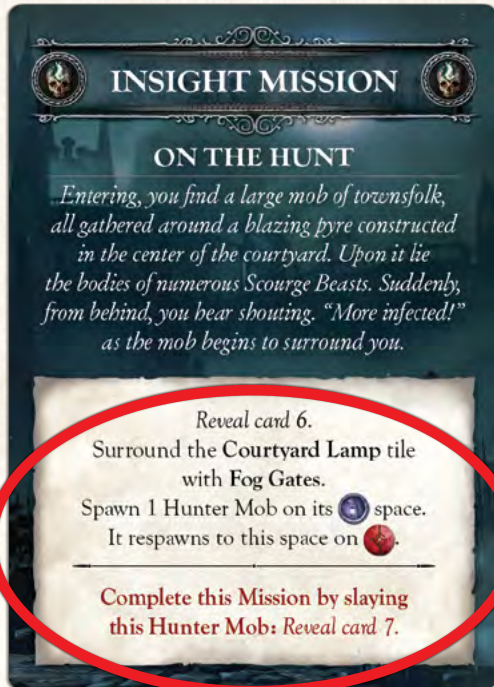 INSIGHT MISSION
ON THE HUNT
Entering, you find a large mob of townsfolk,
all gathered around a blazing pyre constructed
in the center of the courtyard. Upon it lie
the bodies of numerous Scourge Beasts. Suddenly,
from behind, you hear shouting. “More infected!”
as the mob begins to surround you.
Reveal card 6.
Surround the Courtyard Lamp tile
with Fog Gates.
Spawn 1 Hunter Mob on its space.
It respawns to this space on .
Complete this Mission by slaying
this Hunter Mob: Reveal card 7.